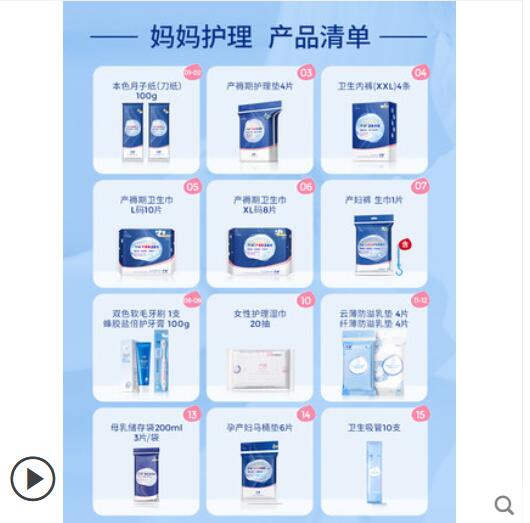 妈妈护理 产品清单
01-02
本色月子纸(刀纸)
100g
03
产褥期护理垫4片
04
卫生内裤(XXL)4条
05
产褥期卫生巾
L码10片
06
产褥期卫生巾
XL码8片
07
产妇裤 生巾1片
08-09
双色软毛牙刷 1支
蜂胶盐倍护牙膏 100g
10
女性护理湿巾
20抽
11-12
云薄防溢乳垫 4片
纤薄防溢乳垫 4片
13
母乳储存袋200ml
3片/袋
14
孕产妇马桶垫6片
15
卫生吸管10支